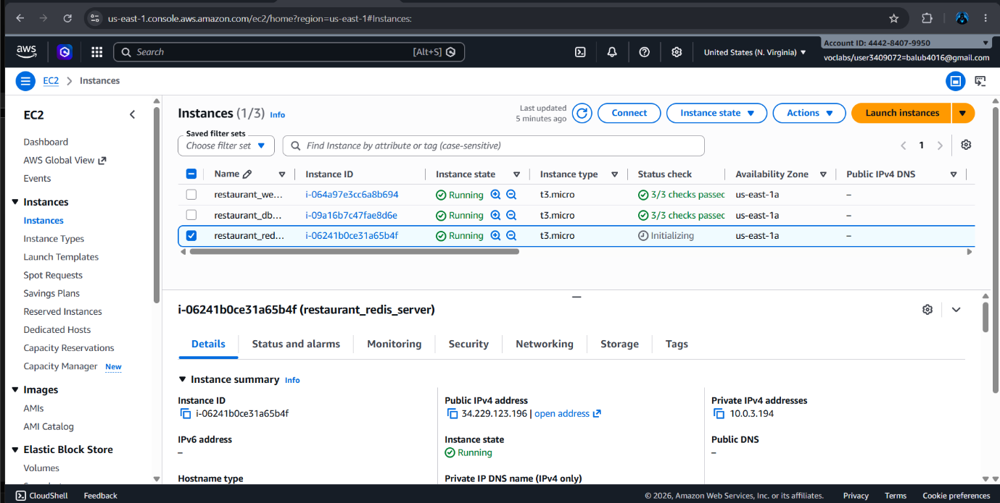 us-east-1.console.aws.amazon.com/ec2/home?region=us-east-1#Instances:
aws
Search
[Alt+S]
United States (N. Virginia) ▼
Account ID: 4442-8407-9950
voclabs/user3409072=balub4016@gmail.com
EC2 > Instances
EC2
Dashboard
AWS Global View
Events
Instances
Instances
Instance Types
Launch Templates
Spot Requests
Savings Plans
Reserved Instances
Dedicated Hosts
Capacity Reservations
Capacity Manager New
Images
AMIs
AMI Catalog
Elastic Block Store
Volumes
Instances (1/3) Info
Last updated
5 minutes ago
Connect
Instance state
Actions
Launch instances
Saved filter sets
Choose filter set
Find Instance by attribute or tag (case-sensitive)
1
Name Instance ID Instance state Instance type Status check Availability Zone Public IPv4 DNS
restaurant_we... i-064a97e3cc6a8b694 Running t3.micro 3/3 checks passec us-east-1a –
restaurant_db... i-09a16b7c47fae8d6e Running t3.micro 3/3 checks passec us-east-1a –
restaurant_red... i-06241b0ce31a65b4f Running t3.micro Initializing us-east-1a –
i-06241b0ce31a65b4f (restaurant_redis_server)
Details Status and alarms Monitoring Security Networking Storage Tags
Instance summary Info
Instance ID
i-06241b0ce31a65b4f
Public IPv4 address
34.229.123.196 | open address
Private IPv4 addresses
10.0.3.194
IPv6 address
–
Instance state
Running
Public DNS
–
Hostname type
Private IP DNS name (IPv4 only)
CloudShell Feedback
© 2026, Amazon Web Services, Inc. or its affiliates. Privacy Terms Cookie preferences